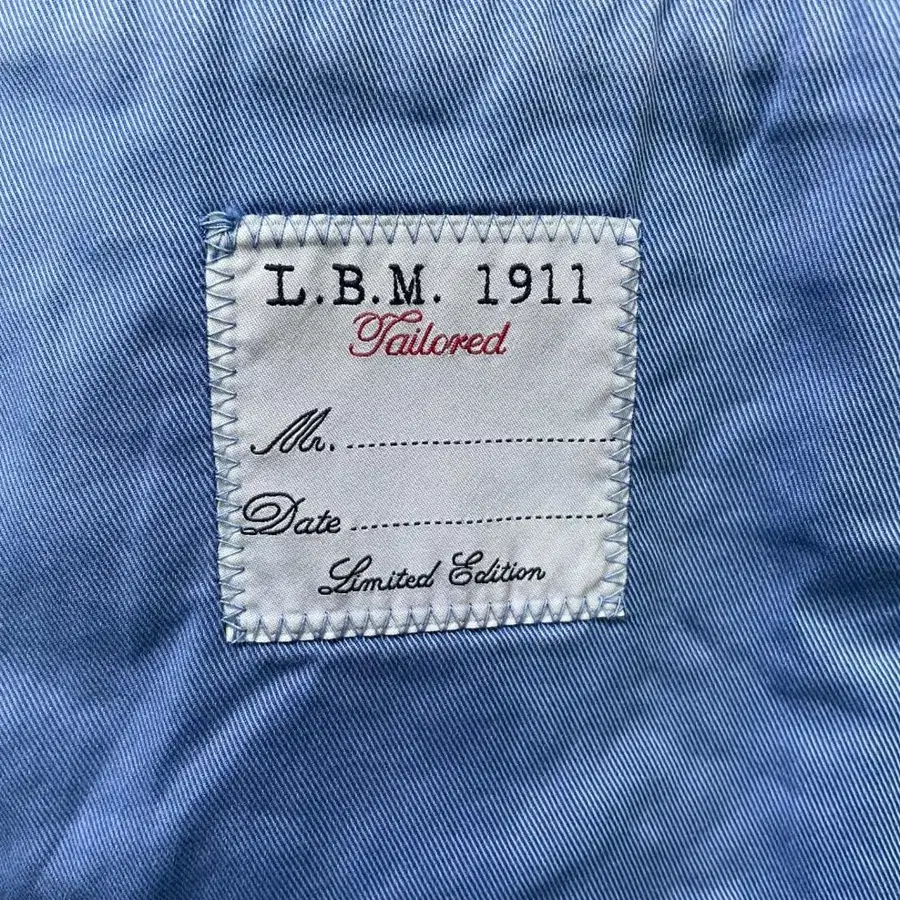 L.B.M. 1911
Tailored
Mr. ........................................
Date ........................................
Limited Edition